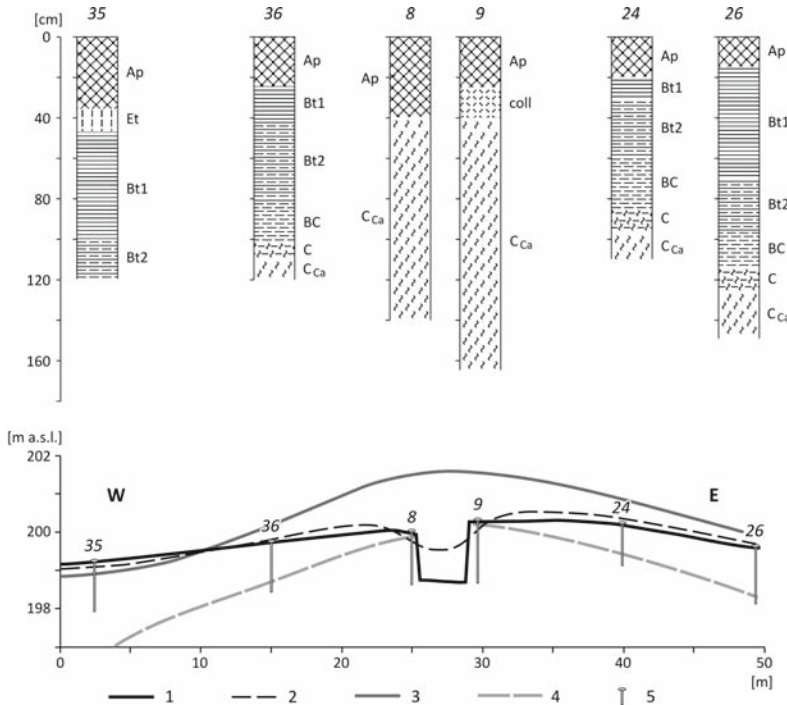 35 36 8 9 24 26
[cm]
0
40
80
120
160
Ap
Et
Bt1
Bt2
Ap
Bt1
Bt2
BC
C
CCa
Ap
CCa
Ap
coll
CCa
Ap
Bt1
Bt2
BC
C
CCa
Ap
Bt1
Bt2
BC
C
CCa
[m a.s.l.]
202
200
198
W E
35 36 8 9 24 26
0 10 20 30 40 50
[m]
1 2 3 4 5